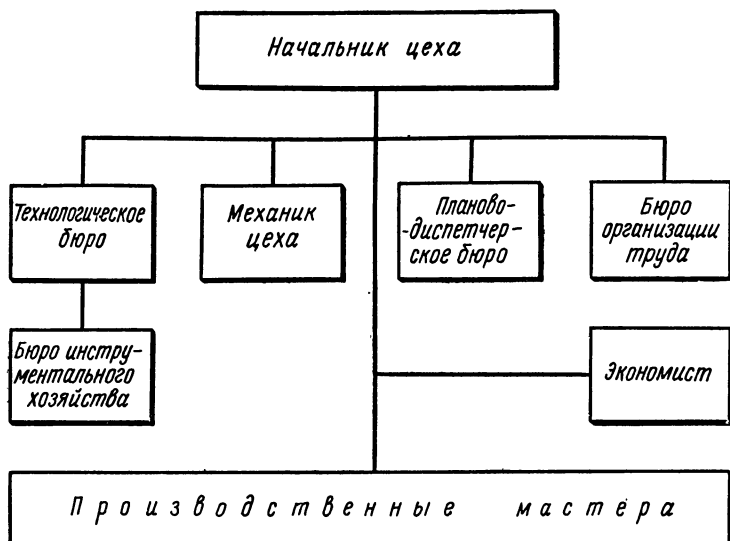 Начальник цеха
Технологическое
бюро
Механик
цеха
Планово-
-диспетчер-
ское бюро
Бюро
организации
труда
Бюро инстру-
ментального
хозяйства
Экономист
Производственные мастера